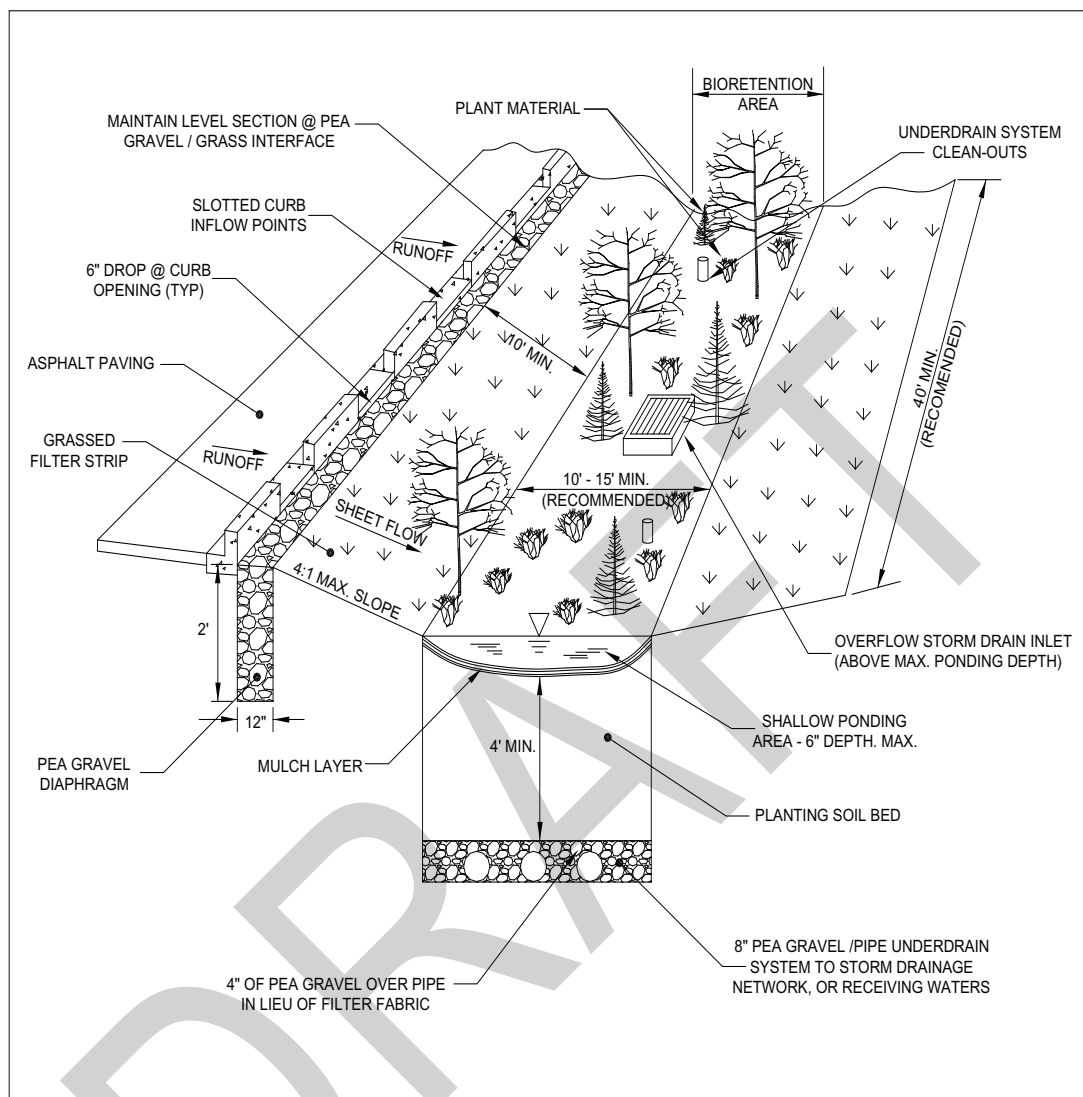 BIORETENTION
AREA
PLANT MATERIAL
MAINTAIN LEVEL SECTION @ PEA
GRAVEL / GRASS INTERFACE
UNDERDRAIN SYSTEM
CLEAN-OUTS
SLOTTED CURB
INFLOW POINTS
RUNOFF
6" DROP @ CURB
OPENING (TYP)
10' MIN.
ASPHALT PAVING
40' MIN.
(RECOMENDED)
GRASSED
FILTER STRIP
RUNOFF
10' - 15' MIN.
(RECOMMENDED)
SHEET FLOW
4:1 MAX. SLOPE
2'
OVERFLOW STORM DRAIN INLET
(ABOVE MAX. PONDING DEPTH)
12"
SHALLOW PONDING
AREA - 6" DEPTH. MAX.
4' MIN.
PEA GRAVEL
DIAPHRAGM
MULCH LAYER
PLANTING SOIL BED
8" PEA GRAVEL /PIPE UNDERDRAIN
SYSTEM TO STORM DRAINAGE
NETWORK, OR RECEIVING WATERS
4" OF PEA GRAVEL OVER PIPE
IN LIEU OF FILTER FABRIC
DRAFT